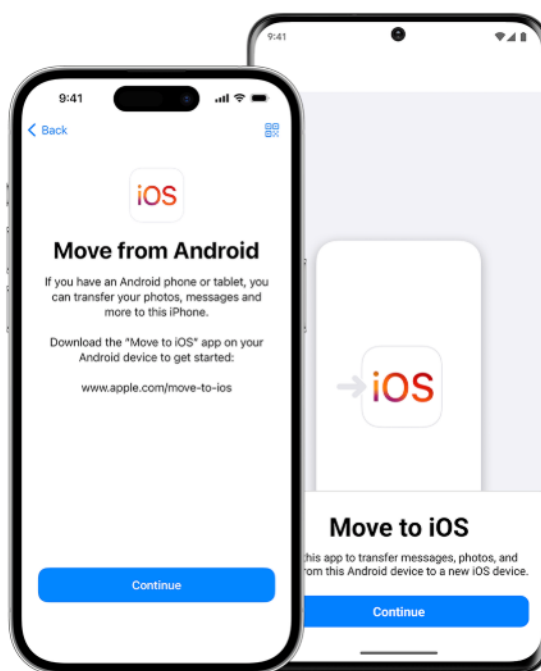 9:41
Back
iOS
Move from Android
If you have an Android phone or tablet, you
can transfer your photos, messages and
more to this iPhone.
Download the “Move to iOS” app on your
Android device to get started:
www.apple.com/move-to-ios
Continue
9:41
iOS
Move to iOS
this app to transfer messages, photos, and
from this Android device to a new iOS device.
Continue